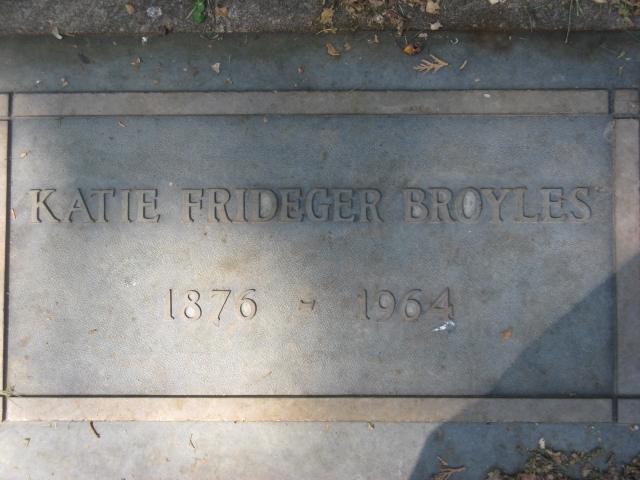 KATIE FRIDEGER BROYLES
1876 - 1964